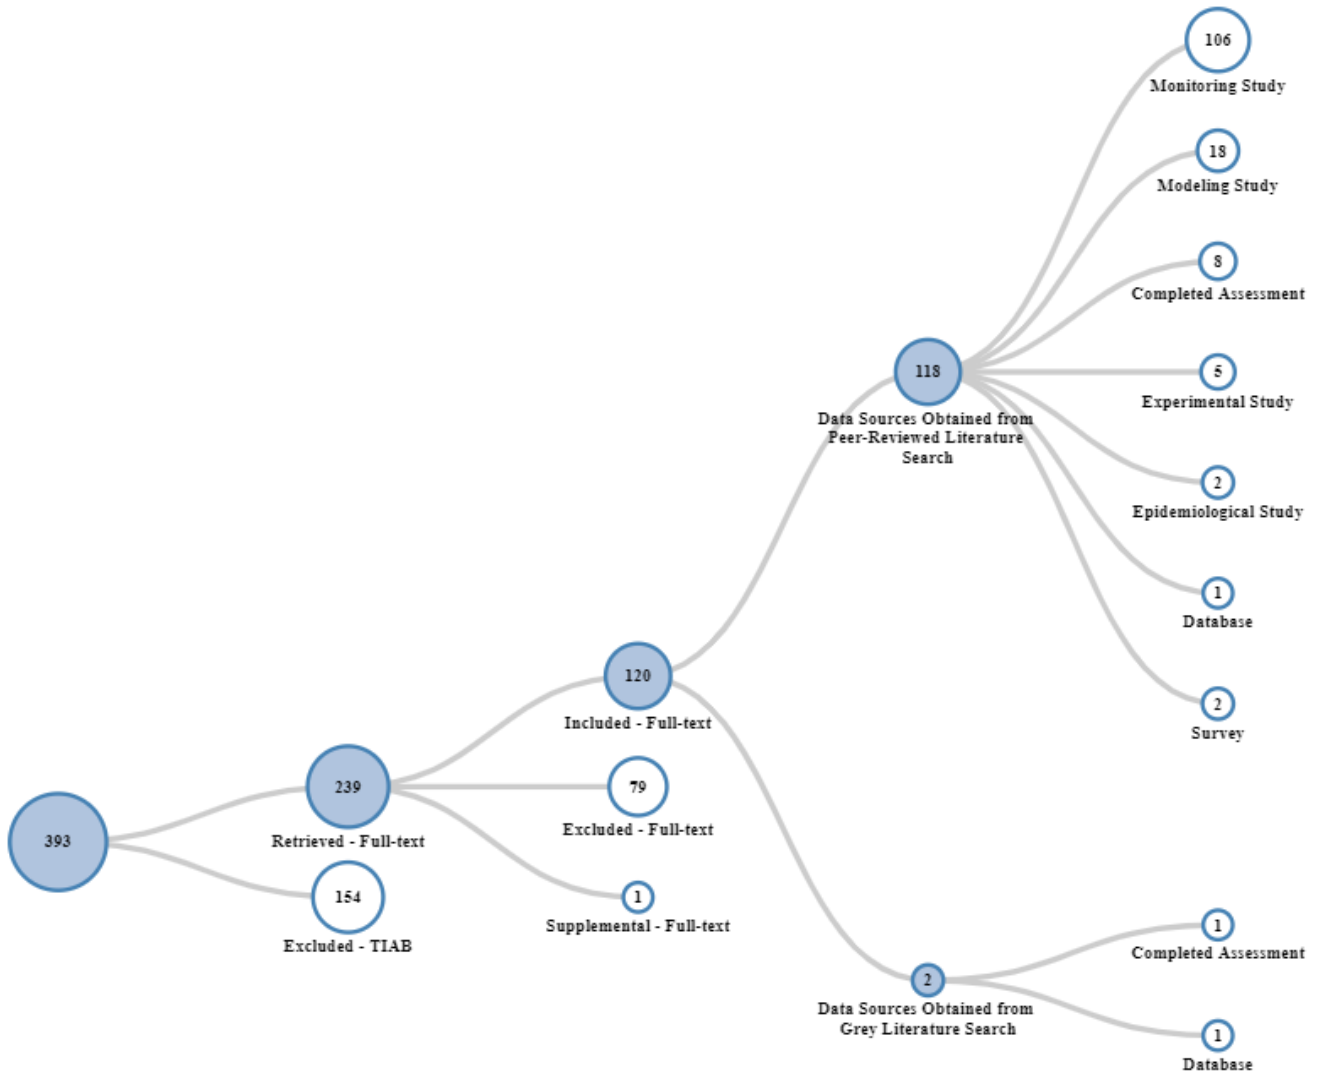 106
Monitoring Study
18
Modeling Study
8
Completed Assessment
118
Data Sources Obtained from
Peer-Reviewed Literature
Search
5
Experimental Study
2
Epidemiological Study
1
Database
2
Survey
120
Included - Full-text
239
Retrieved - Full-text
79
Excluded - Full-text
393
154
Excluded - TIAB
1
Supplemental - Full-text
2
Data Sources Obtained from
Grey Literature Search
1
Completed Assessment
1
Database